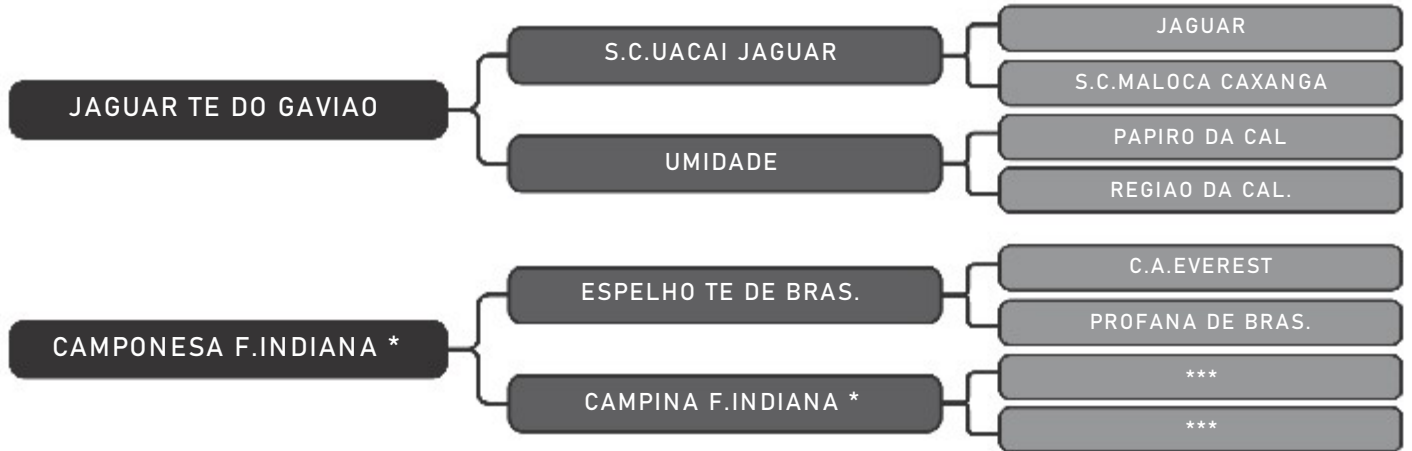 JAGUAR TE DO GAVIAO
S.C.UACAI JAGUAR
JAGUAR
S.C.MALOCA CAXANGA
UMIDADE
PAPIRO DA CAL
REGIAO DA CAL.
CAMPONESA F.INDIANA *
ESPELHO TE DE BRAS.
C.A.EVEREST
PROFANA DE BRAS.
CAMPINA F.INDIANA *
***
***